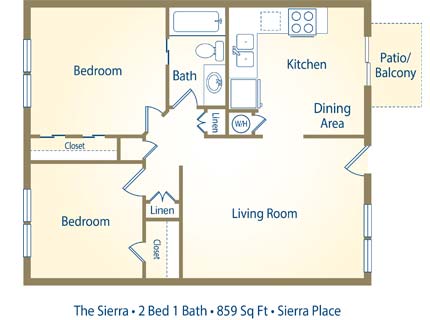 Bedroom
Bath
Kitchen
Patio/
Balcony
Dining
Area
Linen
W/H
Closet
Bedroom
Linen
Closet
Living Room
The Sierra • 2 Bed 1 Bath • 859 Sq Ft • Sierra Place